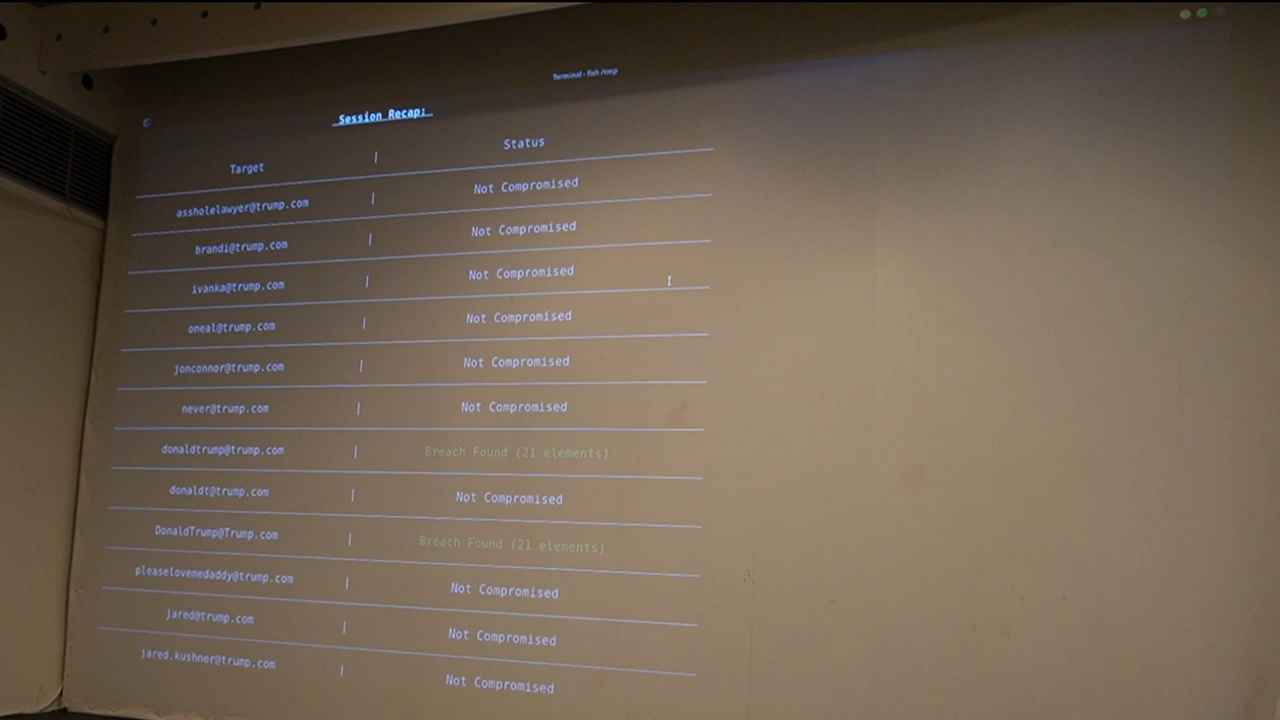 Terminal - fish /tmp
Session Recap:
Target | Status
assholelawyer@trump.com | Not Compromised
brandi@trump.com | Not Compromised
ivanka@trump.com | Not Compromised
oneal@trump.com | Not Compromised
jonconnor@trump.com | Not Compromised
never@trump.com | Not Compromised
donaldtrump@trump.com | Breach Found (21 elements)
donaldt@trump.com | Not Compromised
DonaldTrump@Trump.com | Breach Found (21 elements)
pleaselovemedaddy@trump.com | Not Compromised
jared@trump.com | Not Compromised
jared.kushner@trump.com | Not Compromised